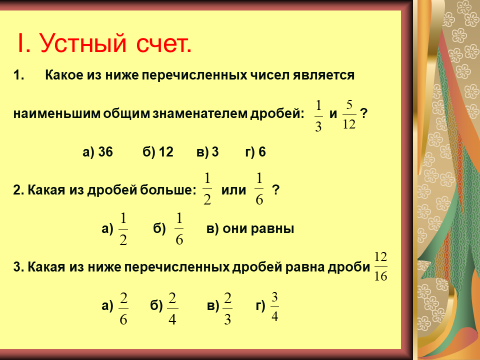 I. Устный счет.
1. Какое из ниже перечисленных чисел является
наименьшим общим знаменателем дробей: 1/3 и 5/12 ?
а) 36 б) 12 в) 3 г) 6
2. Какая из дробей больше: 1/2 или 1/6 ?
а) 1/2 б) 1/6 в) они равны
3. Какая из ниже перечисленных дробей равна дроби 12/16
а) 2/6 б) 2/4 в) 2/3 г) 3/4